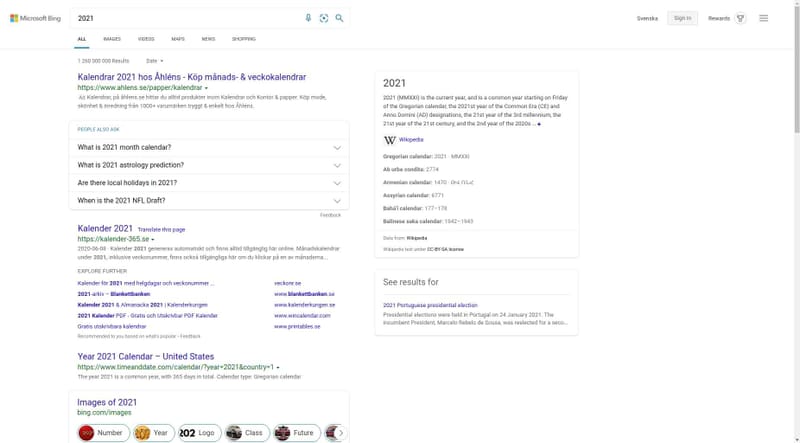 Microsoft Bing
2021
Svenska
Sign in
Rewards
ALL
IMAGES
VIDEOS
MAPS
NEWS
SHOPPING
1 260 000 000 Results
Date
Kalendrar 2021 hos Åhléns - Köp månads- & veckokalendrar
https://www.ahlens.se/papper/kalendrar
Ad Kalendrar, på åhlens.se hittar du alltid produkter inom Kalendrar och Kontor & papper. Köp mode,
skönhet & inredning från 1000+ varumärken tryggt & enkelt hos Åhléns.
PEOPLE ALSO ASK
What is 2021 month calendar?
What is 2021 astrology prediction?
Are there local holidays in 2021?
When is the 2021 NFL Draft?
Feedback
Kalender 2021 Translate this page
https://kalender-365.se
2020-06-08 · Kalender 2021 genereras automatiskt och finns alltid tillgänglig här online. Månadskalendrar
under 2021, inklusive veckonummer, finns också tillgängliga här om du klickar på en av månaderna...
EXPLORE FURTHER
Kalender för 2021 med helgdagar och veckonummer ...
veckonr.se
2021-arkiv – Blankettbanken
www.blankettbanken.se
Kalender 2021 & Almanacka 2021 | Kalenderkungen
www.kalenderkungen.se
2021 Kalender PDF - Gratis och Utskrivbar PDF Kalender
www.wincalendar.com
Gratis utskrivbara kalendrar
www.printables.se
Recommended to you based on what's popular • Feedback
Year 2021 Calendar – United States
https://www.timeanddate.com/calendar/?year=2021&country=1
The year 2021 is a common year, with 365 days in total. Calendar type: Gregorian calendar
Images of 2021
bing.com/images
Number
Year
202
Logo
Class
Future
2021
2021 (MMXXI) is the current year, and is a common year starting on Friday
of the Gregorian calendar, the 2021st year of the Common Era (CE) and
Anno Domini (AD) designations, the 21st year of the 3rd millennium, the
21st year of the 21st century, and the 2nd year of the 2020s ...
W Wikipedia
Gregorian calendar: 2021 · MMXXI
Ab urbe condita: 2774
Armenian calendar: 1470 · ԹՎ ՌՆՀ
Assyrian calendar: 6771
Bahá'í calendar: 177–178
Balinese saka calendar: 1942–1943
Data from: Wikipedia
Wikipedia text under CC-BY-SA license
See results for
2021 Portuguese presidential election
Presidential elections were held in Portugal on 24 January 2021. The
incumbent President, Marcelo Rebelo de Sousa, was reelected for a seco...